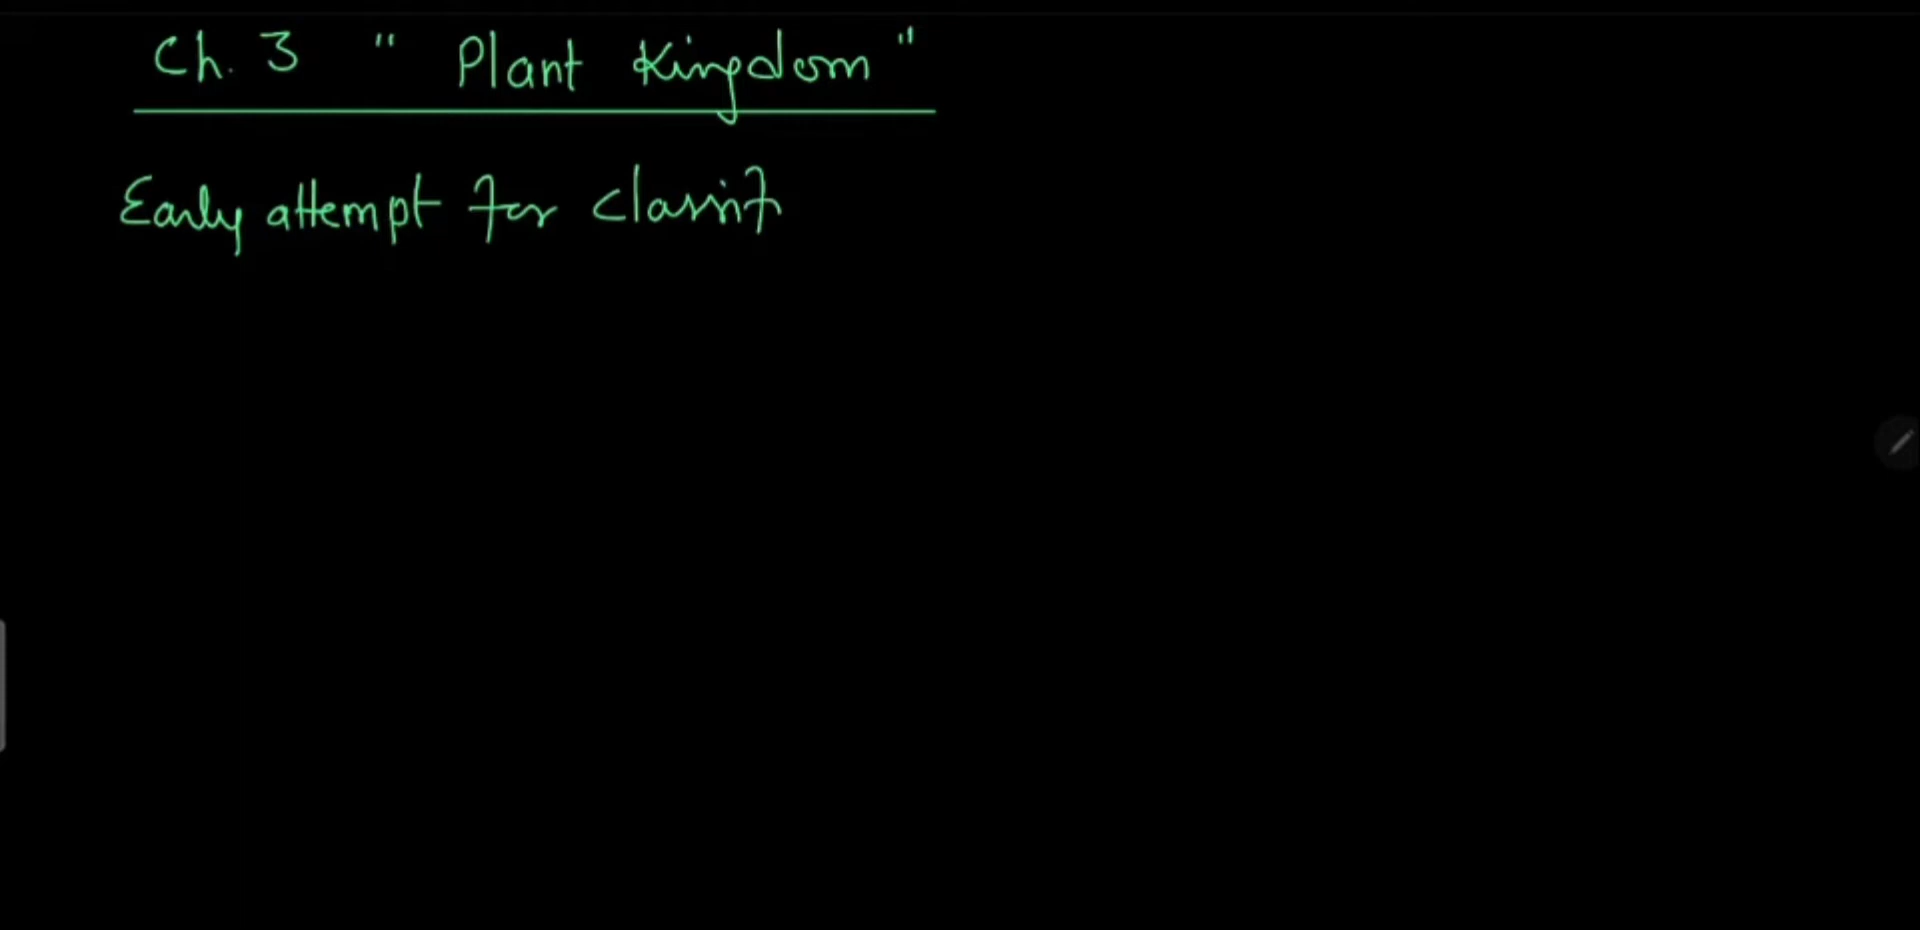 Ch. 3 " Plant Kingdom "
Early attempt for classif